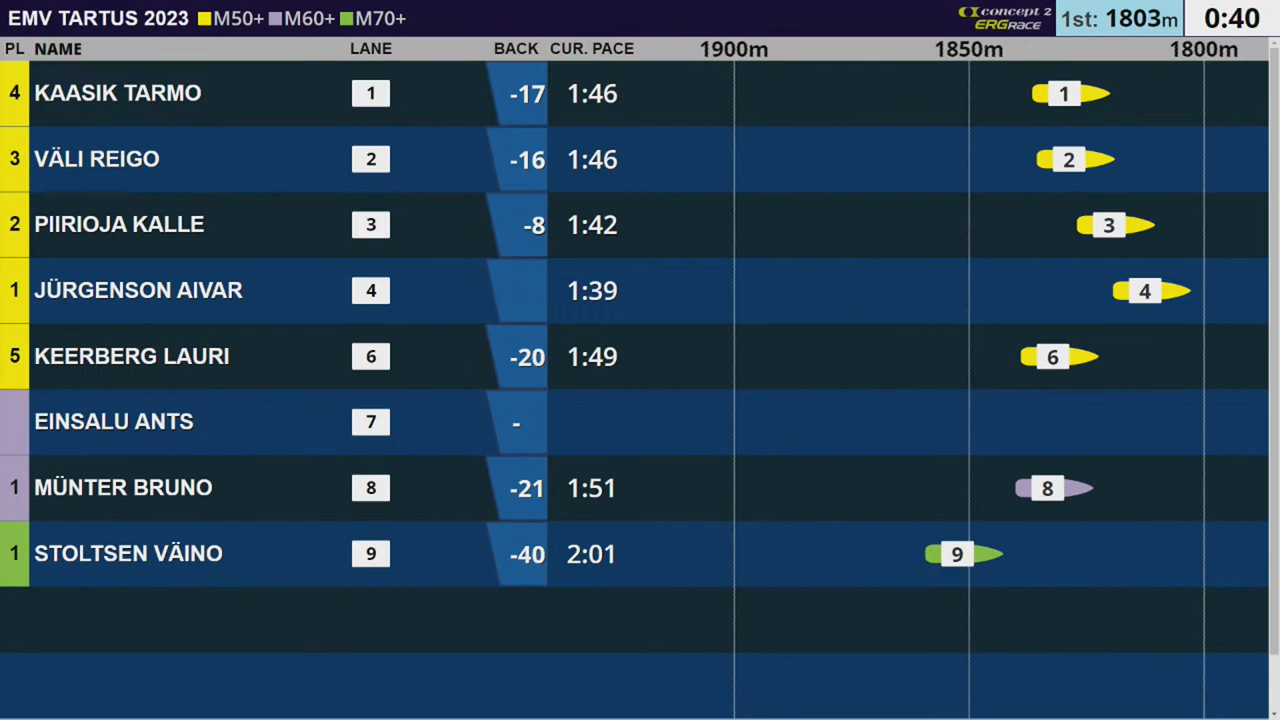 EMV TARTUS 2023 M50+ M60+ M70+ concept 2 ERGRACE 1st: 1803m 0:40
PL NAME LANE BACK CUR. PACE 1900m 1850m 1800m
4 KAASIK TARMO 1 -17 1:46 1
3 VÄLI REIGO 2 -16 1:46 2
2 PIIRIOJA KALLE 3 -8 1:42 3
1 JÜRGENSON AIVAR 4 1:39 4
5 KEERBERG LAURI 6 -20 1:49 6
EINSALU ANTS 7 -
1 MÜNTER BRUNO 8 -21 1:51 8
1 STOLTSEN VÄINO 9 -40 2:01 9